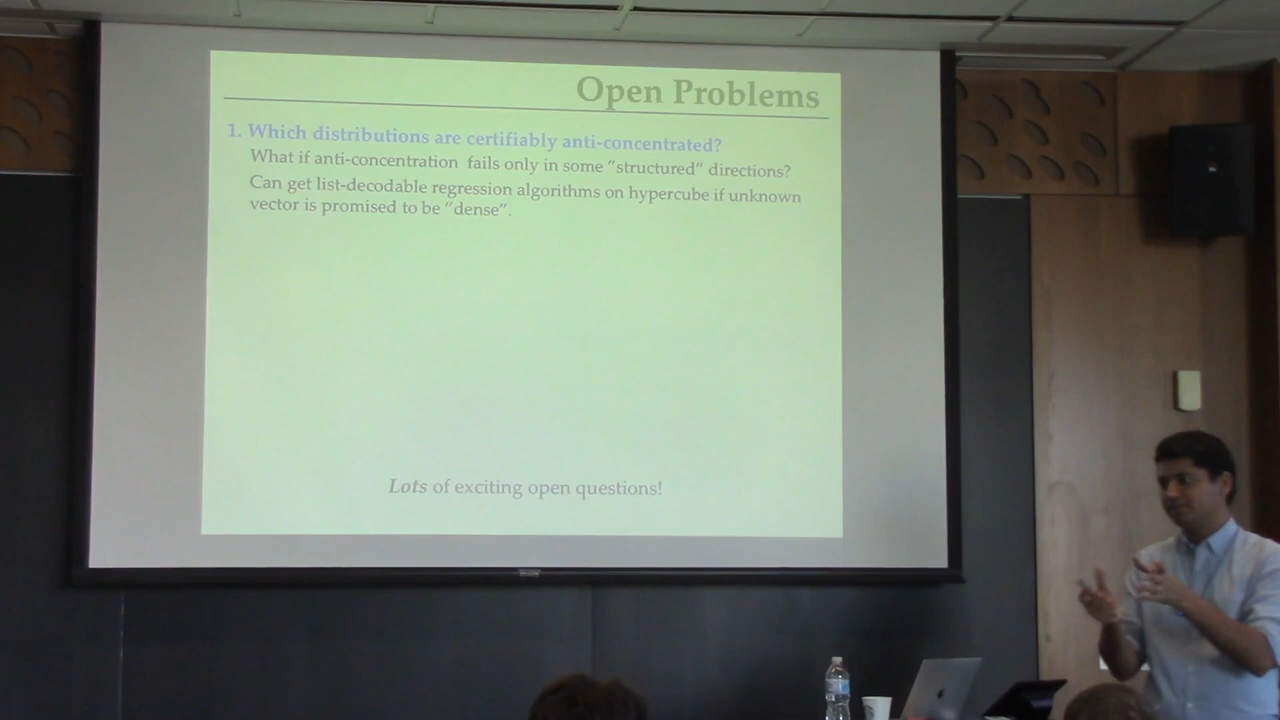 Open Problems
1. Which distributions are certifiably anti-concentrated?
What if anti-concentration fails only in some "structured" directions?
Can get list-decodable regression algorithms on hypercube if unknown
vector is promised to be "dense".
Lots of exciting open questions!